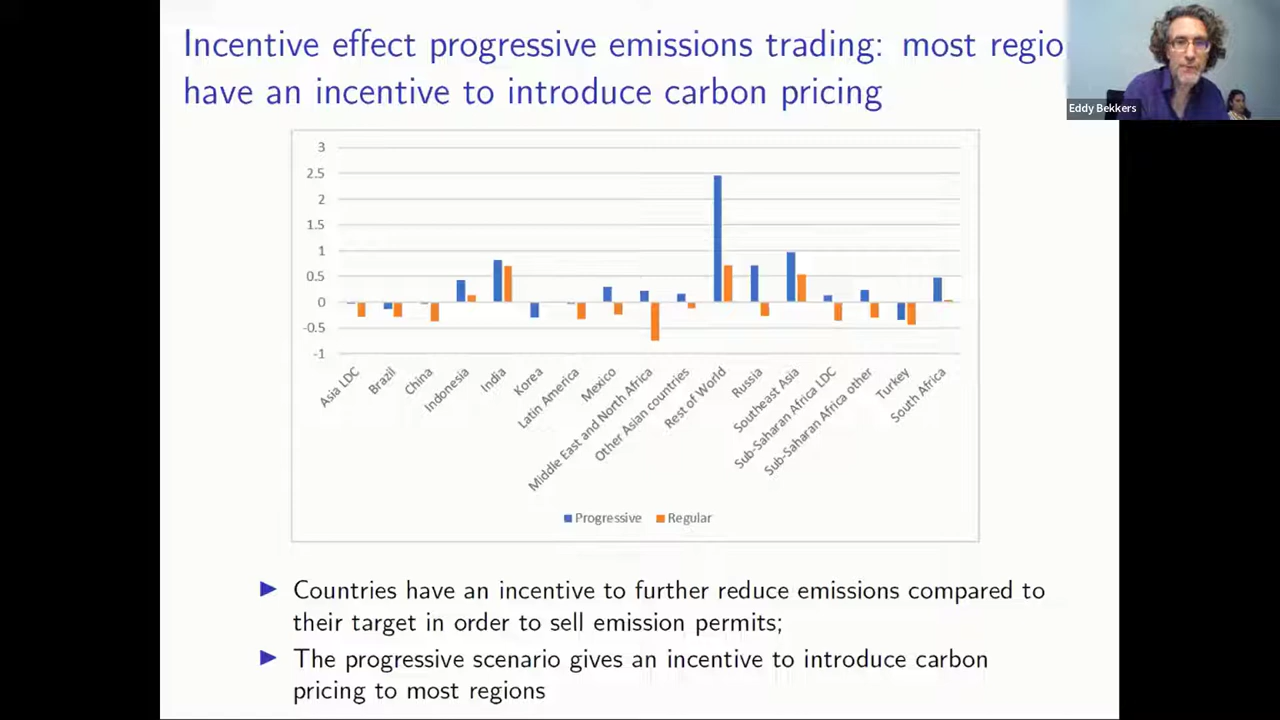 Incentive effect progressive emissions trading: most regio
have an incentive to introduce carbon pricing
Eddy Bekkers
3
2.5
2
1.5
1
0.5
0
-0.5
-1
Asia LDC
Brazil
China
Indonesia
India
Korea
Latin America
Mexico
Middle East and North Africa
Other Asian countries
Rest of World
Russia
Southeast Asia
Sub-Saharan Africa LDC
Sub-Saharan Africa other
Turkey
South Africa
Progressive Regular
Countries have an incentive to further reduce emissions compared to
their target in order to sell emission permits;
The progressive scenario gives an incentive to introduce carbon
pricing to most regions